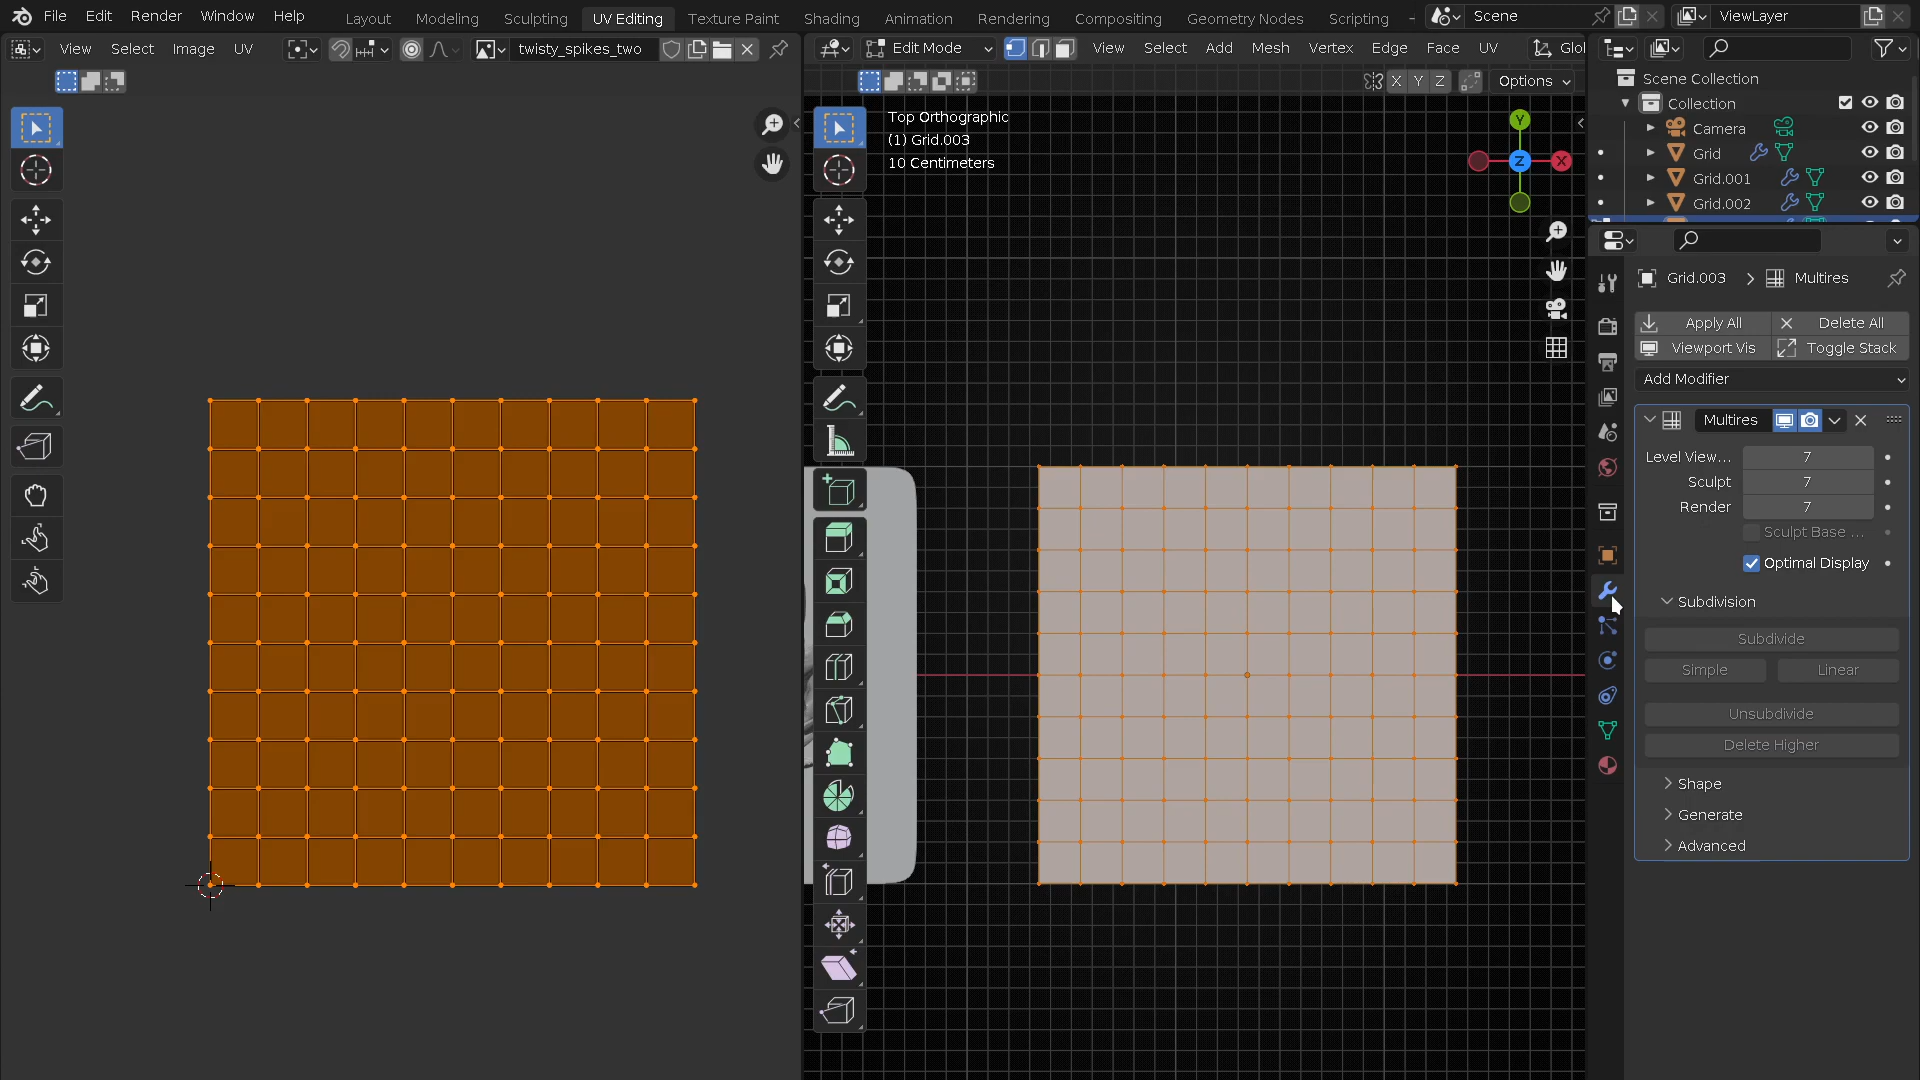 File Edit Render Window Help Layout Modeling Sculpting UV Editing Texture Paint Shading Animation Rendering Compositing Geometry Nodes Scripting Scene ViewLayer
View Select Image UV twisty_spikes_two Edit Mode View Select Add Mesh Vertex Edge Face UV Glol
X Y Z Options
Top Orthographic
(1) Grid.003
10 Centimeters
Y
Z
X
Scene Collection
Collection
Camera
Grid
Grid.001
Grid.002
Grid.003 Multires
Apply All Delete All
Viewport Vis Toggle Stack
Add Modifier
Multires
Level View... 7
Sculpt 7
Render 7
Sculpt Base ...
Optimal Display
Subdivision
Subdivide
Simple Linear
Unsubdivide
Delete Higher
Shape
Generate
Advanced